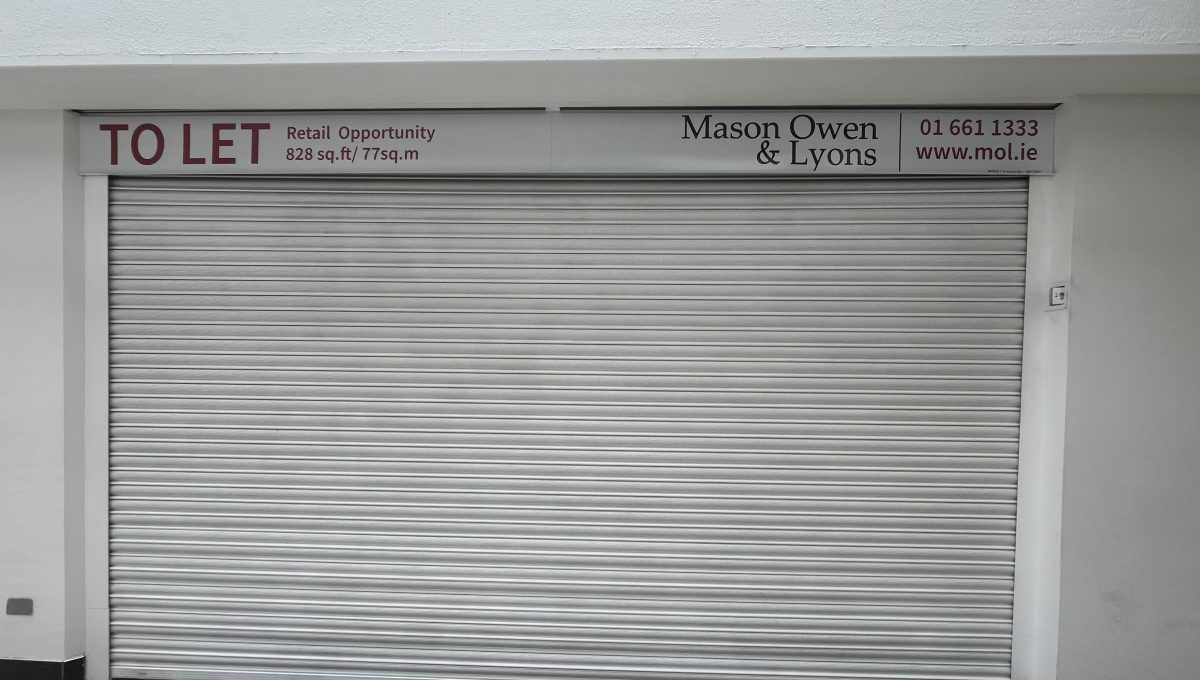 TO LET
Retail Opportunity
828 sq.ft/ 77sq.m
Mason Owen
& Lyons
01 661 1333
www.mol.ie